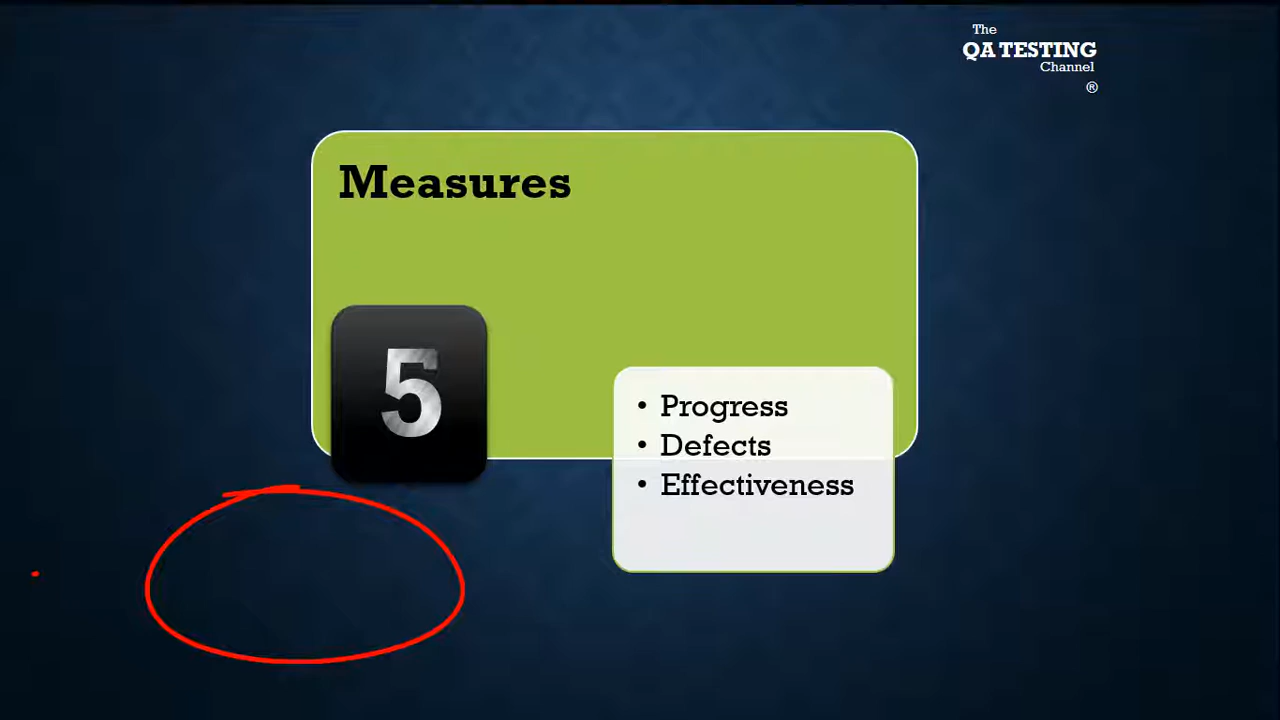 The
QA TESTING
Channel
®
Measures
5
• Progress
• Defects
• Effectiveness